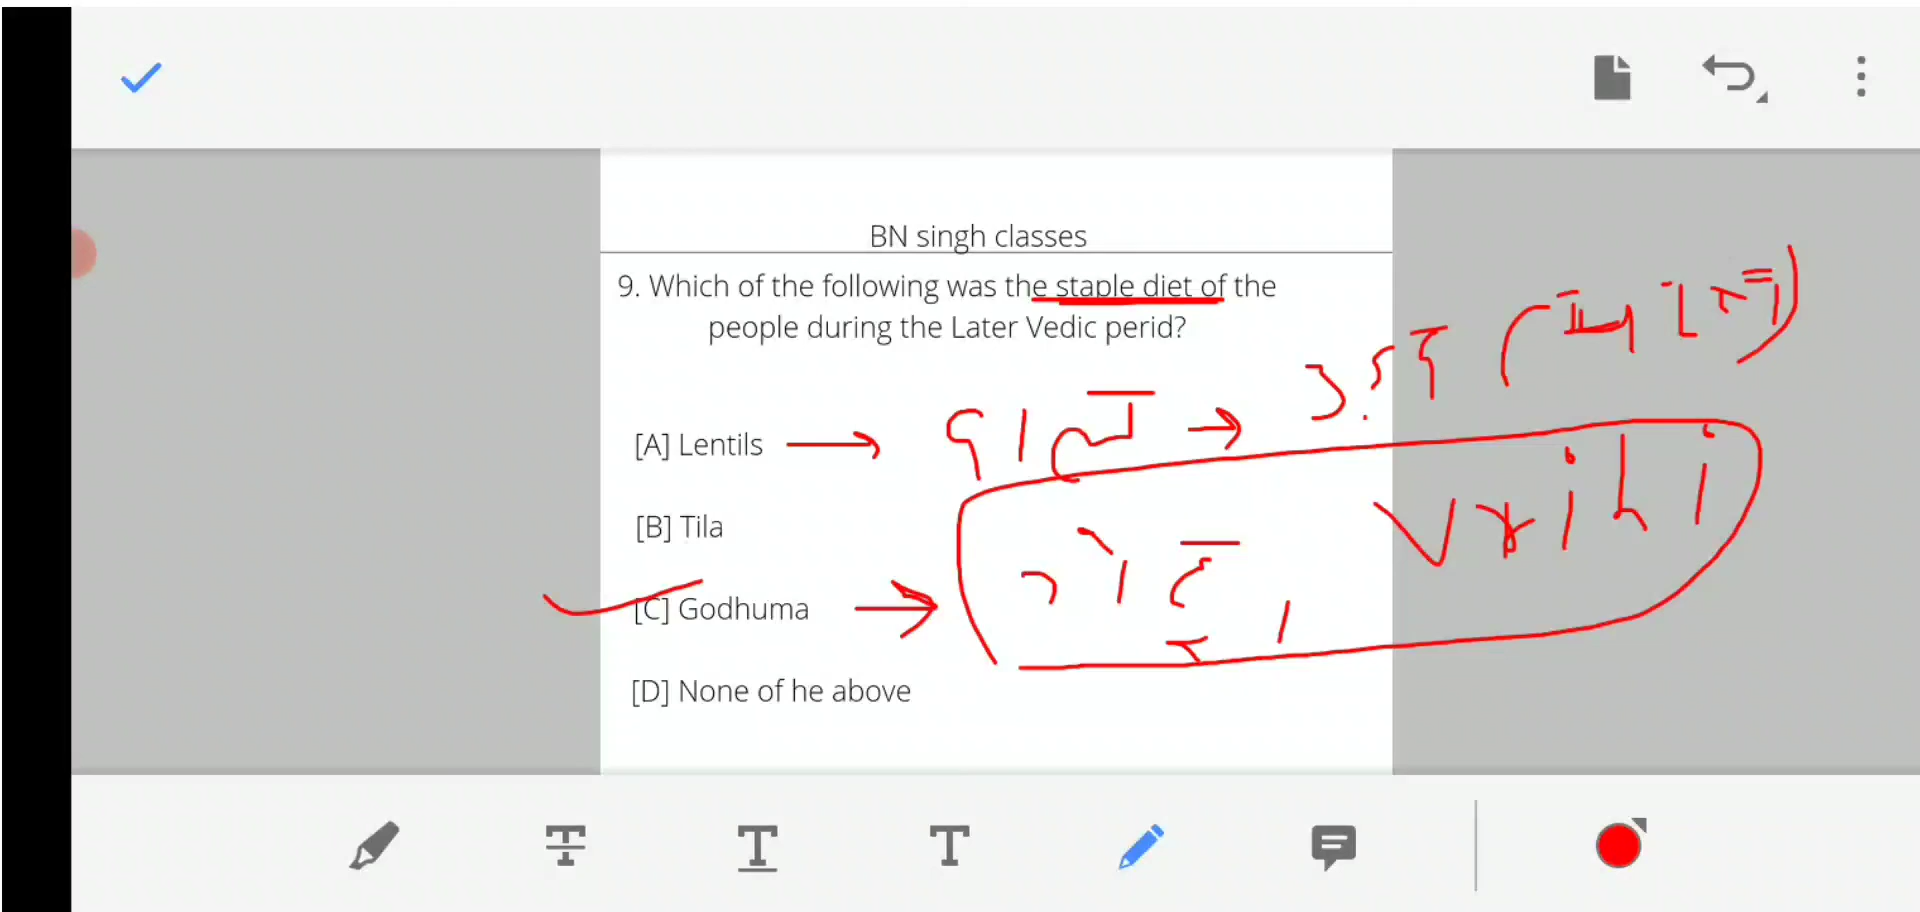 BN singh classes
9. Which of the following was the staple diet of the
people during the Later Vedic perid?
[A] Lentils
[B] Tila
[C] Godhuma
vrihi
[D] None of he above